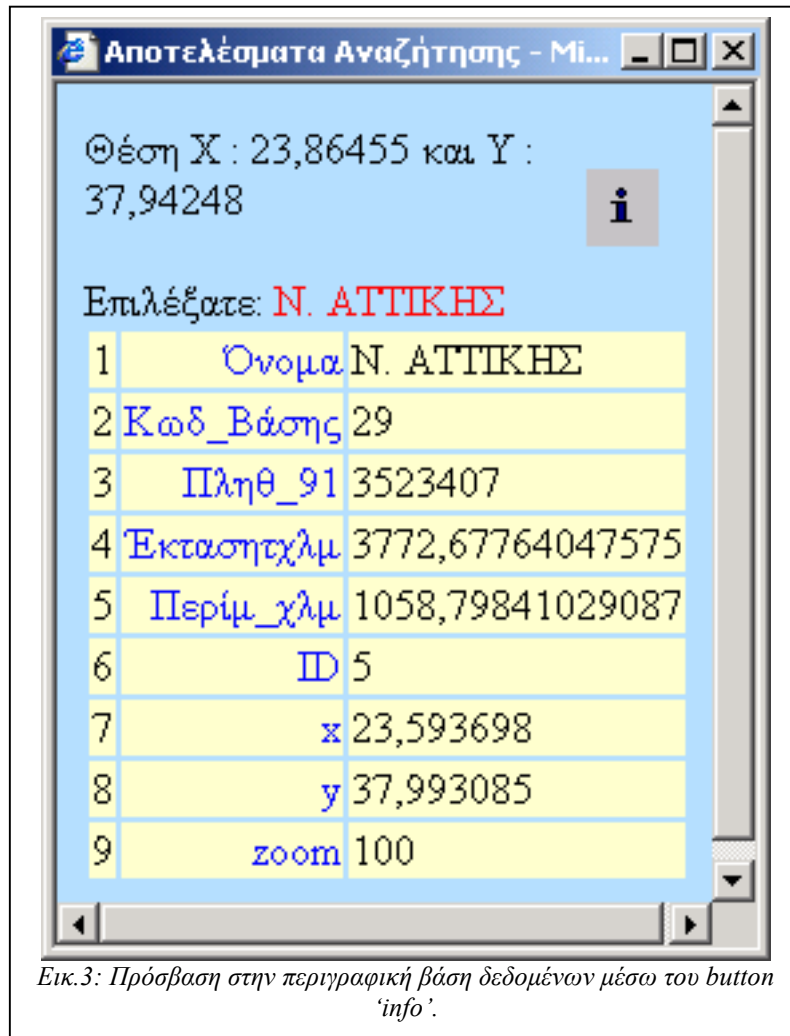 Αποτελέσματα Αναζήτησης - Mi...
Θέση X : 23,86455 και Y :
37,94248
i
Επιλέξατε: Ν. ΑΤΤΙΚΗΣ
1 Όνομα Ν. ΑΤΤΙΚΗΣ
2 Κωδ_Βάσης 29
3 Πληθ_91 3523407
4 Έκτασητχλμ 3772,67764047575
5 Περίμ_χλμ 1058,79841029087
6 ID 5
7 x 23,593698
8 y 37,993085
9 zoom 100
Εικ.3: Πρόσβαση στην περιγραφική βάση δεδομένων μέσω του button
‘info’.